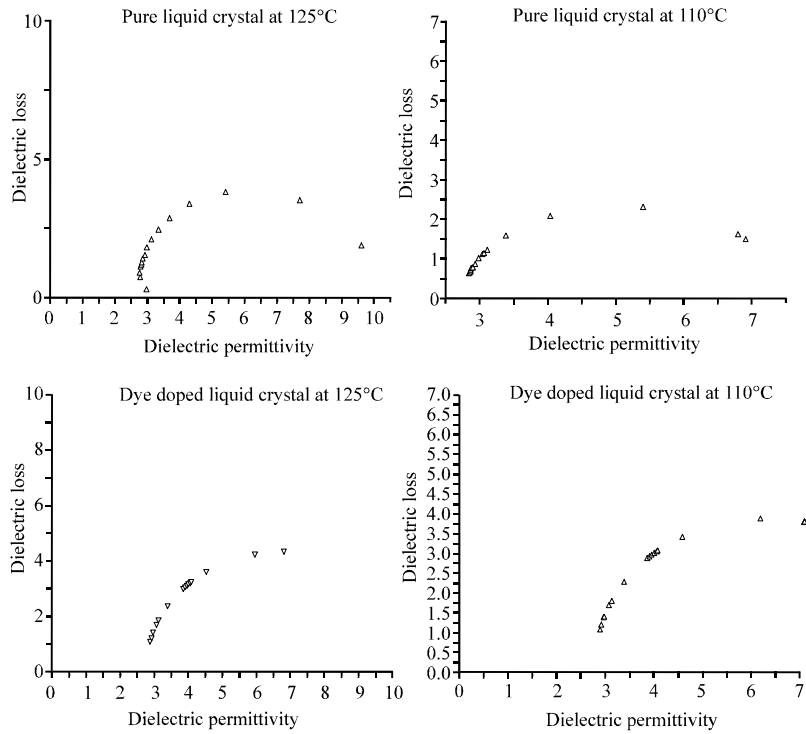 Pure liquid crystal at 125°C
10
5
0
Dielectric loss
0 1 2 3 4 5 6 7 8 9 10
Dielectric permittivity
Pure liquid crystal at 110°C
7
6
5
4
3
2
1
0
Dielectric loss
3 4 5 6 7
Dielectric permittivity
Dye doped liquid crystal at 125°C
10
8
6
4
2
0
Dielectric loss
0 1 2 3 4 5 6 7 8 9 10
Dielectric permittivity
Dye doped liquid crystal at 110°C
7.0
6.5
6.0
5.5
5.0
4.5
4.0
3.5
3.0
2.5
2.0
1.5
1.0
0.5
0.0
Dielectric loss
0 1 2 3 4 5 6 7
Dielectric permittivity